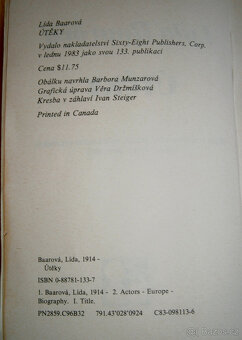 Lída Baarová
ÚTĚKY
Vydalo nakladatelství Sixty-Eight Publishers, Corp.
v lednu 1983 jako svou 133. publikaci
Cena $11.75
Obálku navrhla Barbora Munzarová
Grafická úprava Věra Držmíšková
Kresba v záhlaví Ivan Steiger
Printed in Canada
Baarová, Lída, 1914 -
Útěky
ISBN 0-88781-133-7
1. Baarová, Lída, 1914 - 2. Actors - Europe -
Biography. I. Title.
PN2859.C96B32 791.43'028'0924 C83-098113-6